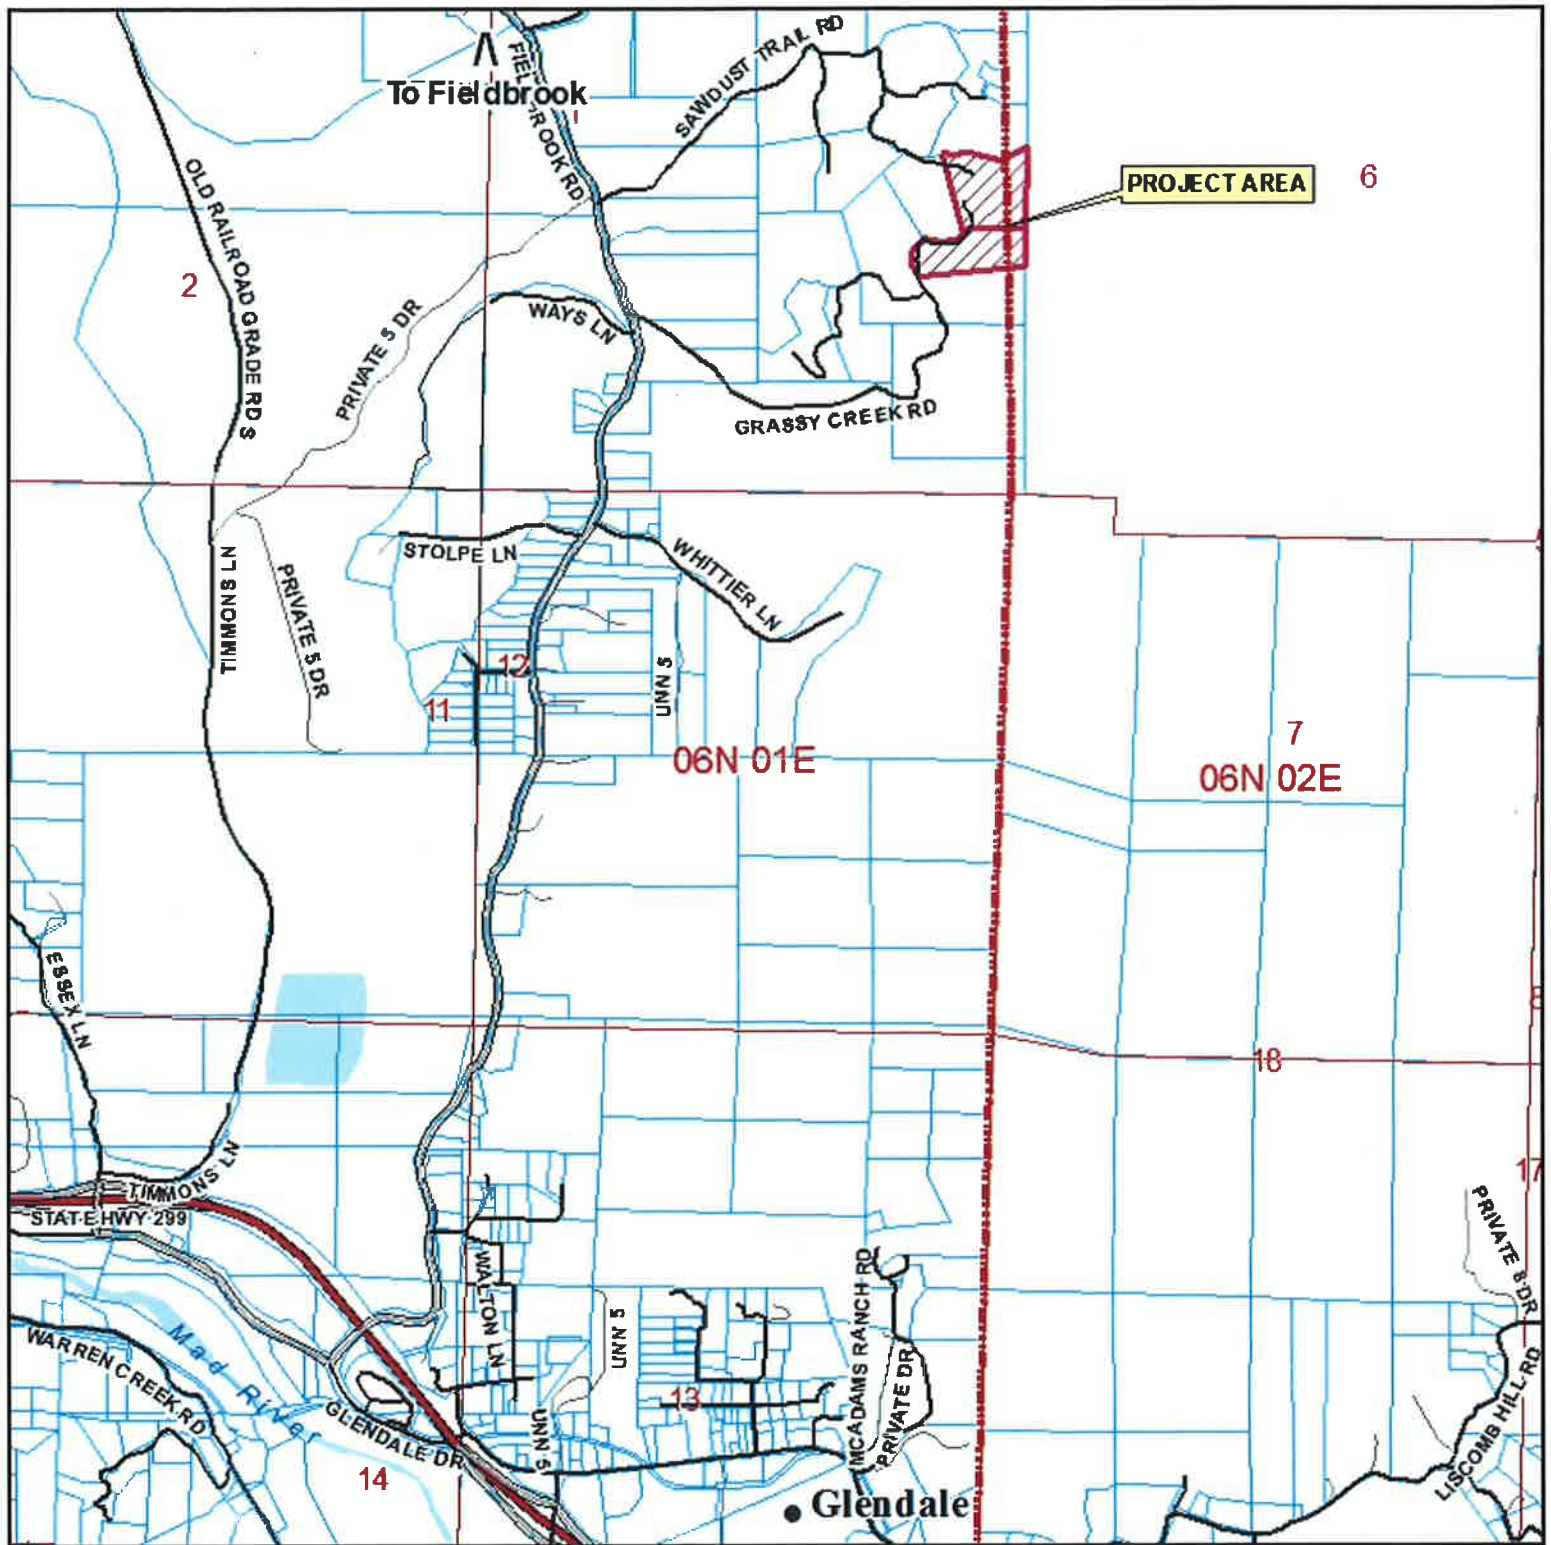 To Fieldbrook
FIELDBROOK RD
1
SAWDUST TRAIL RD
PROJECT AREA
6
OLD RAILROAD GRADE RD S
2
PRIVATE 5 DR
WAYS LN
GRASSY CREEK RD
STOLPE LN
WHITTIER LN
TIMMONS LN
PRIVATE 5 DR
UNN 5
12
11
06N 01E
7
06N 02E
ESSEX LN
8
18
17
TIMMONS LN
STATE HWY 299
PRIVATE 8 DR
WALTON LN
UNN 5
MCADAMS RANCH RD
PRIVATE DR
WARREN CREEK RD
Mad River
GLENDALE DR
13
UNN 5
LISCOMB HILL RD
14
Glendale